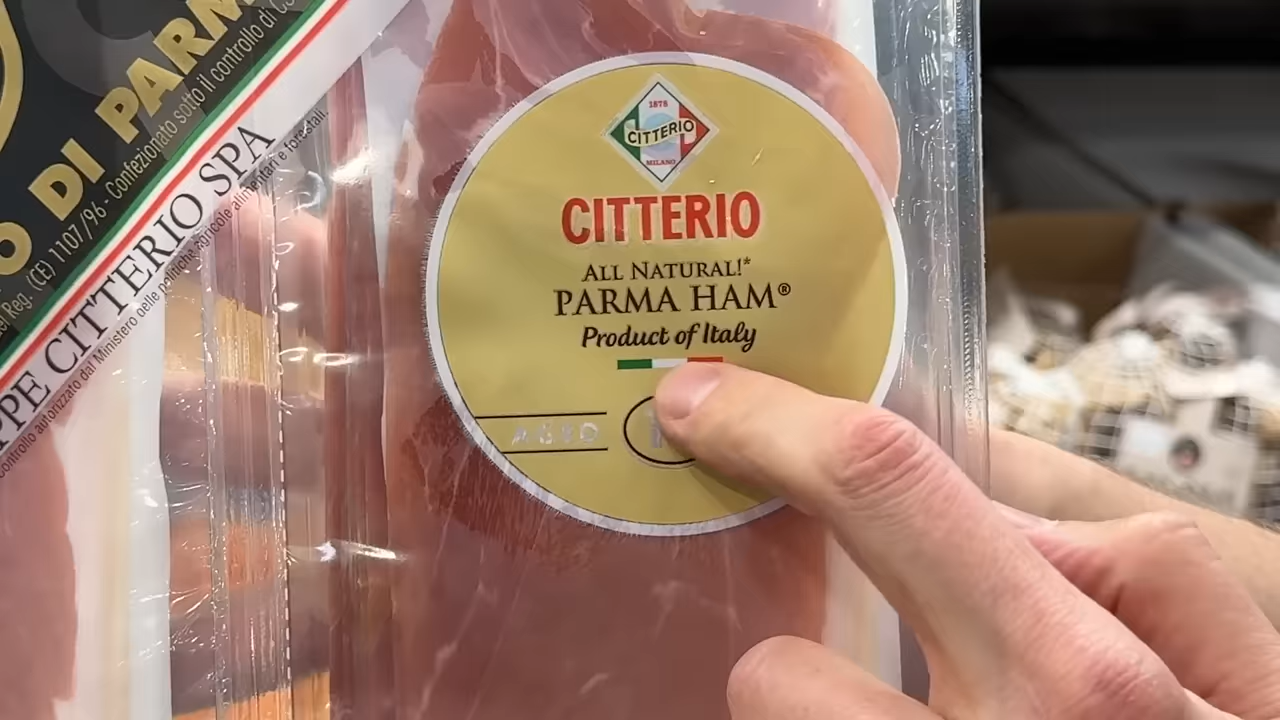 O DI PARM
Reg. (CE) 1107/96 - Confezionato sotto il controllo di
PPE CITTERIO SPA
controllo autorizzato dal Ministero delle politiche agricole alimentari e forestali.
1878
CITTERIO
MILANO
CITTERIO
ALL NATURAL!*
PARMA HAM®
Product of Italy
AGED